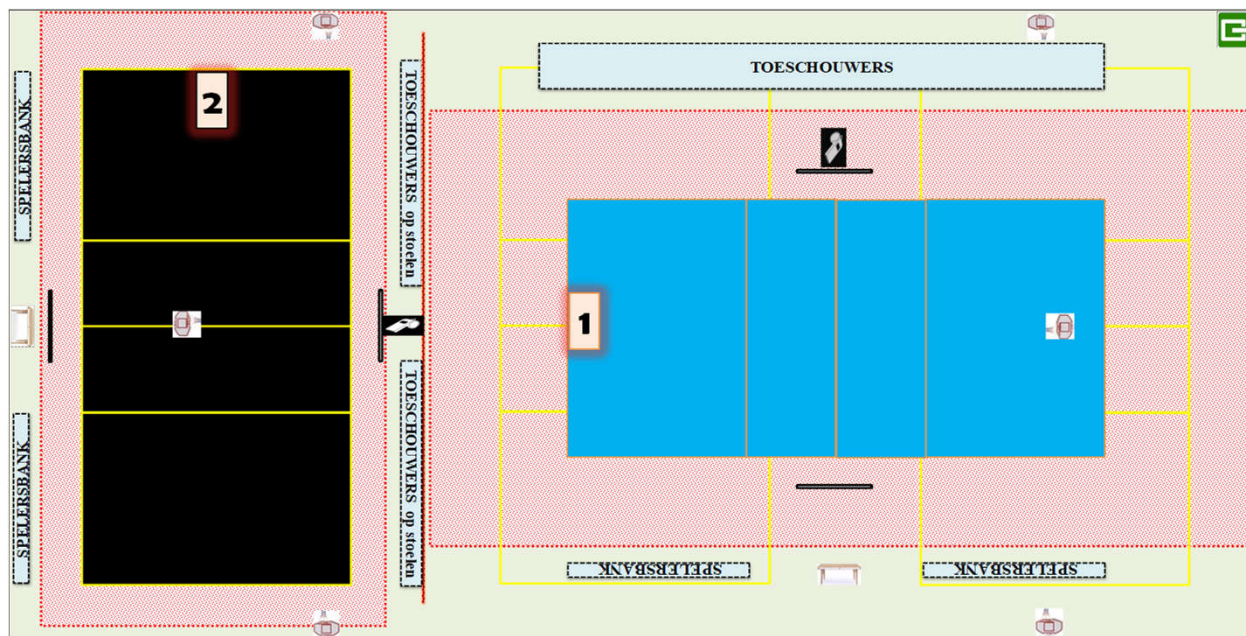 TOESCHOUWERS
2
SPELERSBANK
TOESCHOUWERS op stoelen
1
SPELERSBANK
TOESCHOUWERS op stoelen
SPELERSBANK
SPELERSBANK